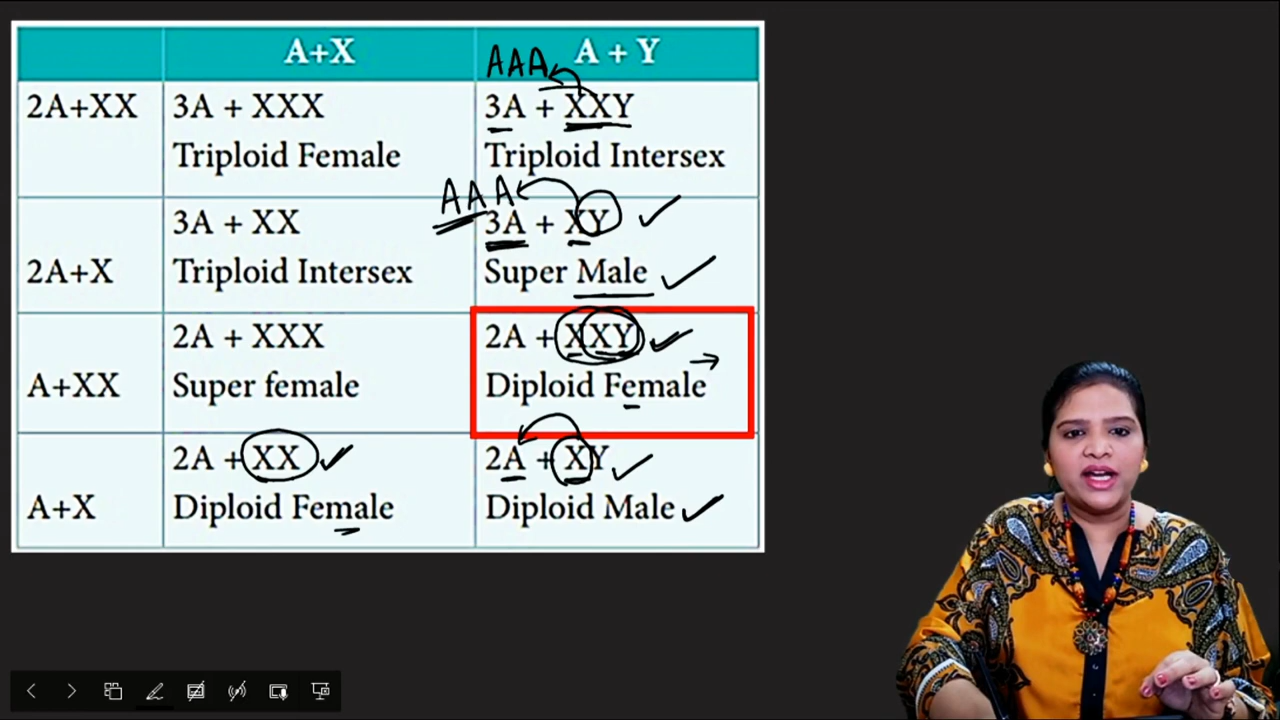 A+X
A + Y
AAA
2A+XX
3A + XXX
Triploid Female
3A + XXY
Triploid Intersex
AAA
2A+X
3A + XX
Triploid Intersex
3A + XY
Super Male
A+XX
2A + XXX
Super female
2A + XXY
Diploid Female
A+X
2A + XX
Diploid Female
2A + XY
Diploid Male